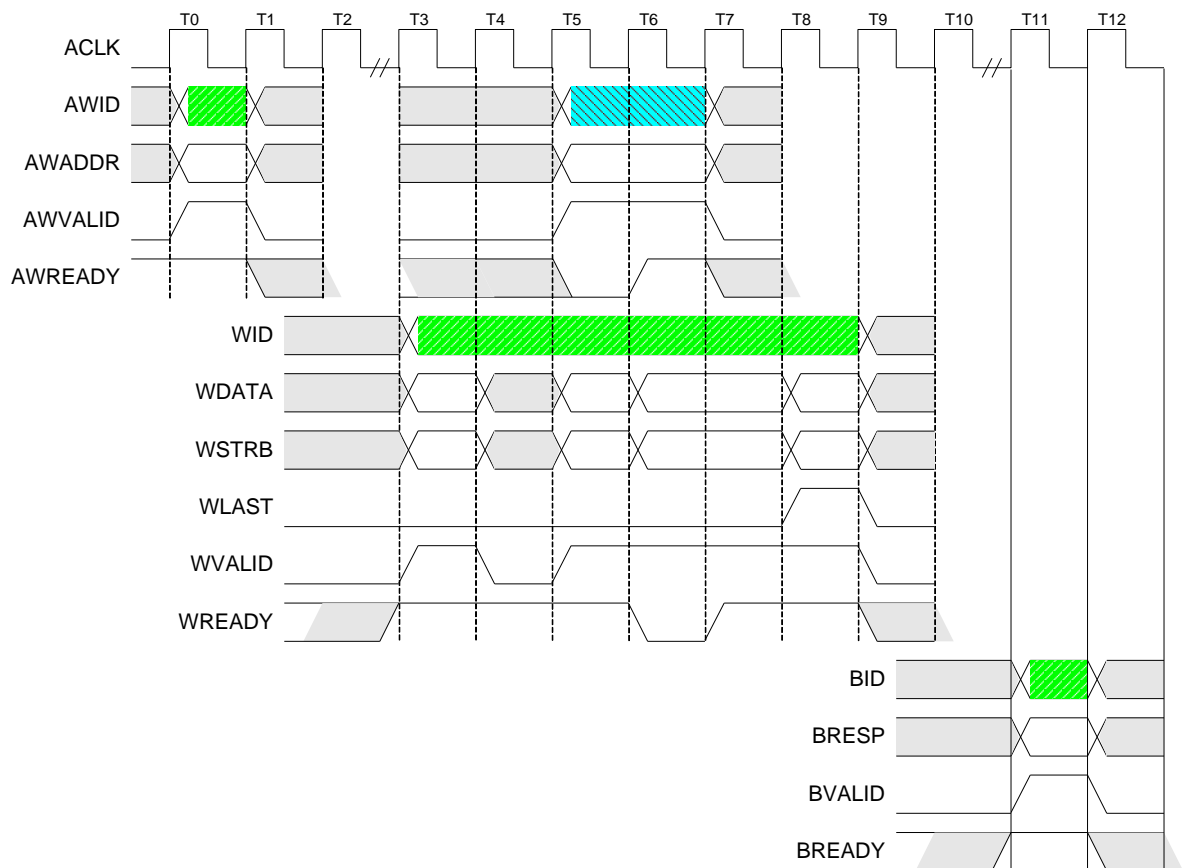 T0 T1 T2 T3 T4 T5 T6 T7 T8 T9 T10 T11 T12
ACLK
AWID
AWADDR
AWVALID
AWREADY
WID
WDATA
WSTRB
WLAST
WVALID
WREADY
BID
BRESP
BVALID
BREADY